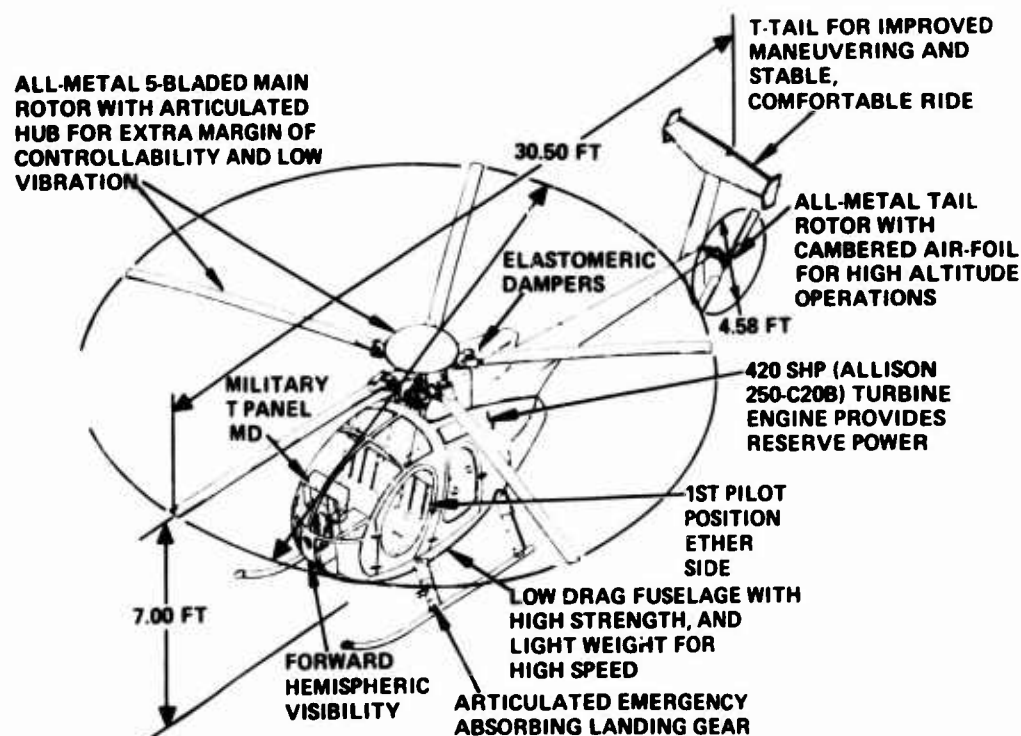 T-TAIL FOR IMPROVED
MANEUVERING AND
STABLE,
COMFORTABLE RIDE
ALL-METAL 5-BLADED MAIN
ROTOR WITH ARTICULATED
HUB FOR EXTRA MARGIN OF
CONTROLLABILITY AND LOW
VIBRATION
30.50 FT
ALL-METAL TAIL
ROTOR WITH
CAMBERED AIR-FOIL
FOR HIGH ALTITUDE
OPERATIONS
ELASTOMERIC
DAMPERS
4.58 FT
420 SHP (ALLISON
250-C20B) TURBINE
ENGINE PROVIDES
RESERVE POWER
MILITARY
T PANEL
MD
1ST PILOT
POSITION
ETHER
SIDE
7.00 FT
LOW DRAG FUSELAGE WITH
HIGH STRENGTH, AND
LIGHT WEIGHT FOR
HIGH SPEED
FORWARD
HEMISPHERIC
VISIBILITY
ARTICULATED EMERGENCY
ABSORBING LANDING GEAR